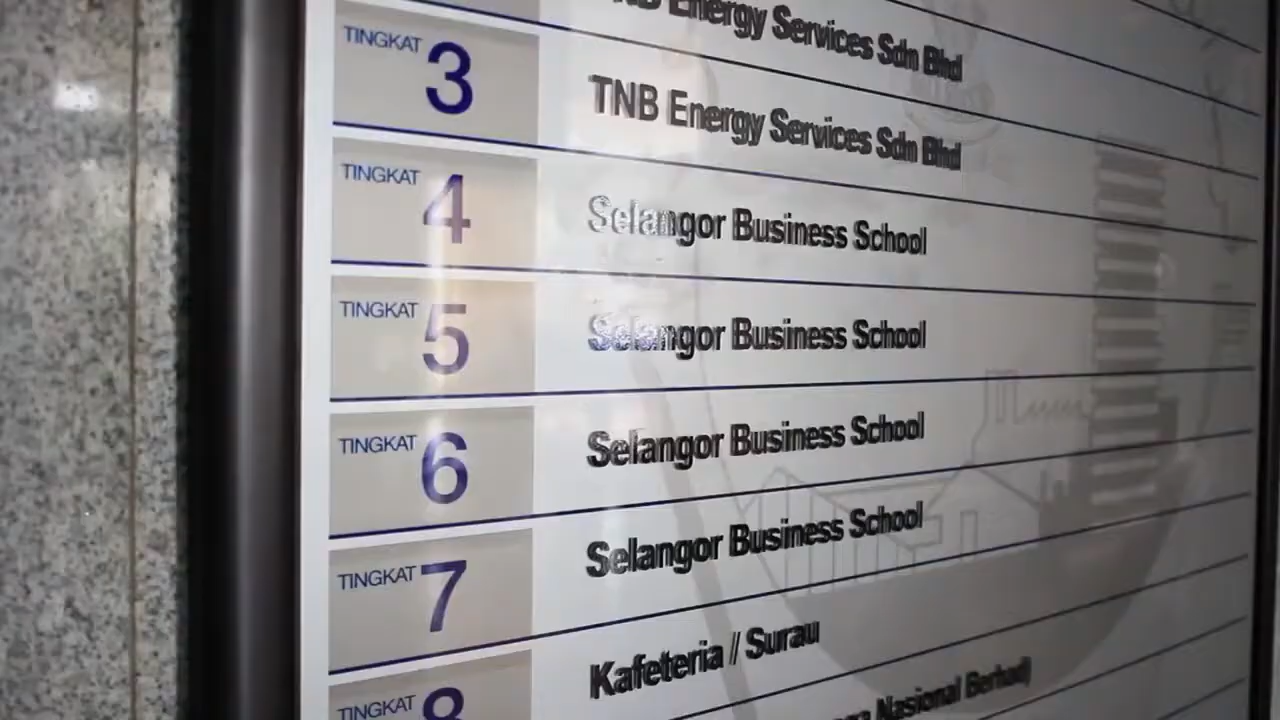 Energy Services Sdn Bhd
TINGKAT 3 TNB Energy Services Sdn Bhd
TINGKAT 4 Selangor Business School
TINGKAT 5 Selangor Business School
TINGKAT 6 Selangor Business School
TINGKAT 7 Selangor Business School
TINGKAT 8 Kafeteria / Surau
Nasional Berhad)